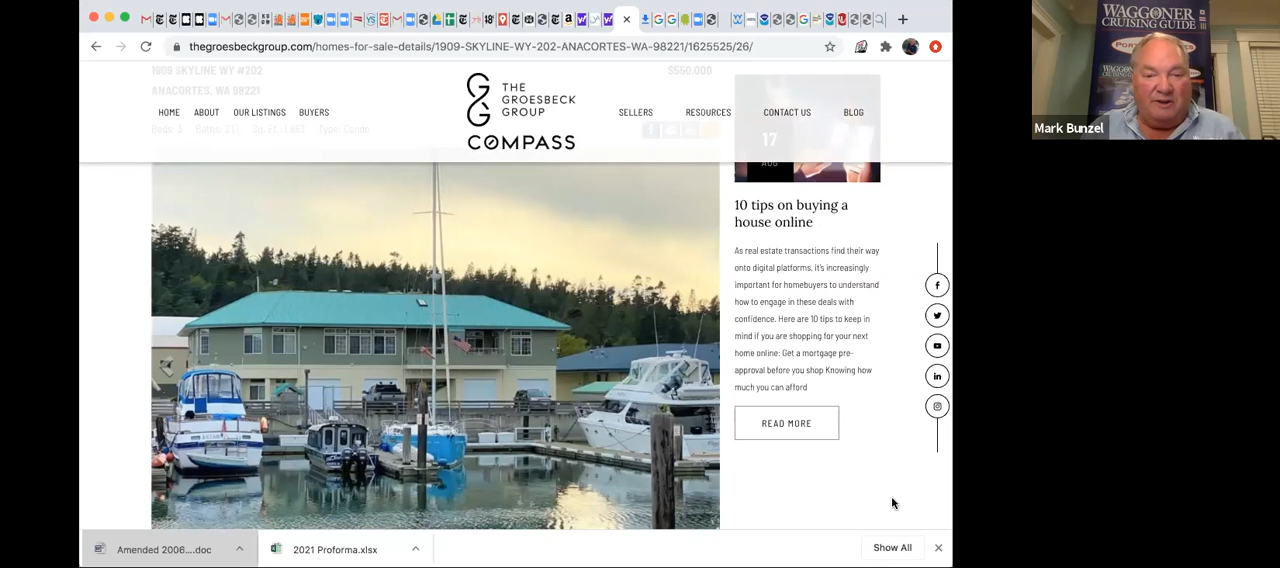 thegroesbeckgroup.com/homes-for-sale-details/1909-SKYLINE-WY-202-ANACORTES-WA-98221/1625525/26/
1909 SKYLINE WY #202
$550,000
ANACORTES, WA 98221
HOME
ABOUT
OUR LISTINGS
BUYERS
THE
GROESBECK
GROUP
COMPASS
SELLERS
RESOURCES
CONTACT US
BLOG
Type: Condo
17
AUG
10 tips on buying a
house online
As real estate transactions find their way
onto digital platforms, it's increasingly
important for homebuyers to understand
how to engage in these deals with
confidence. Here are 10 tips to keep in
mind if you are shopping for your next
home online: Get a mortgage pre-
approval before you shop Knowing how
much you can afford
READ MORE
Amended 2006....doc
2021 Proforma.xlsx
Show All
WAGGONER
CRUISING GUIDE
Mark Bunzel